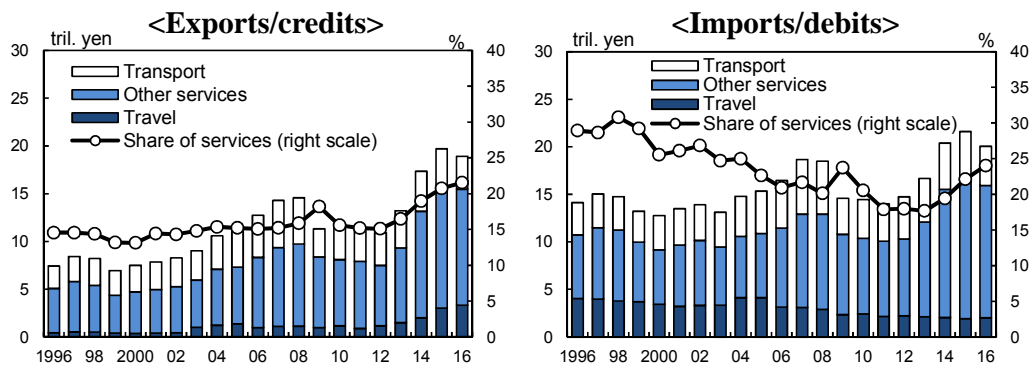 <Exports/credits>
tril. yen
%
Transport
Other services
Travel
Share of services (right scale)
30
25
20
15
10
5
0
40
35
30
25
20
15
10
5
0
1996 98 2000 02 04 06 08 10 12 14 16
<Imports/debits>
tril. yen
%
Transport
Other services
Travel
Share of services (right scale)
30
25
20
15
10
5
0
40
35
30
25
20
15
10
5
0
1996 98 2000 02 04 06 08 10 12 14 16